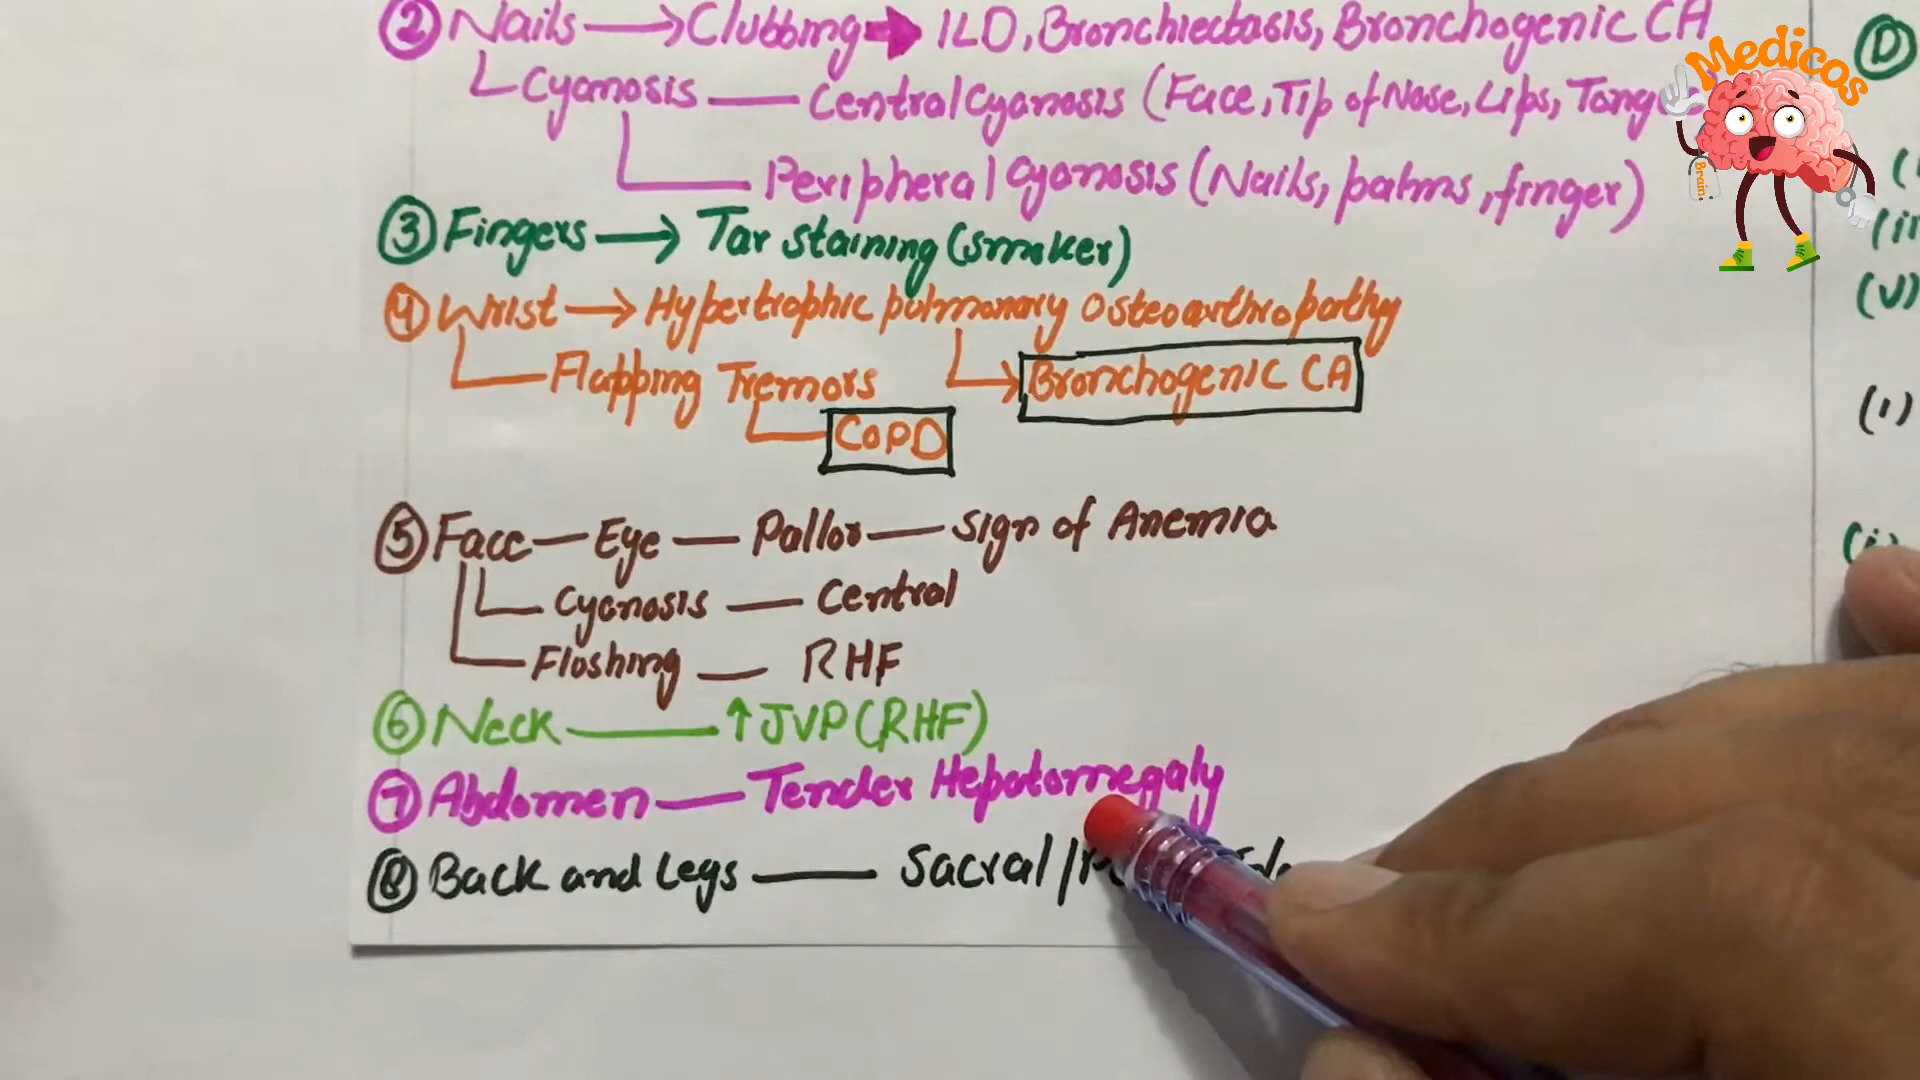 ② Nails → Clubbing → ILD, Bronchiectasis, Bronchogenic CA
Cyanosis — Central Cyanosis (Face, Tip of Nose, Lips,
Peripheral Cyanosis (Nails, palms, finger)
③ Fingers → Tar staining (smoker)
④ Wrist → Hypertrophic pulmonary Osteoarthropathy
Flapping Tremors → Bronchogenic CA
COPD
⑤ Face — Eye — Pallor — Sign of Anemia
Cyanosis — Central
Floshing — RHF
⑥ Neck — ↑JVP (RHF)
⑦ Abdomen — Tender Hepatomegaly
⑧ Back and Legs — Sacral/
Medicos
Brain
D
(ii
(v)
(i)
(i)